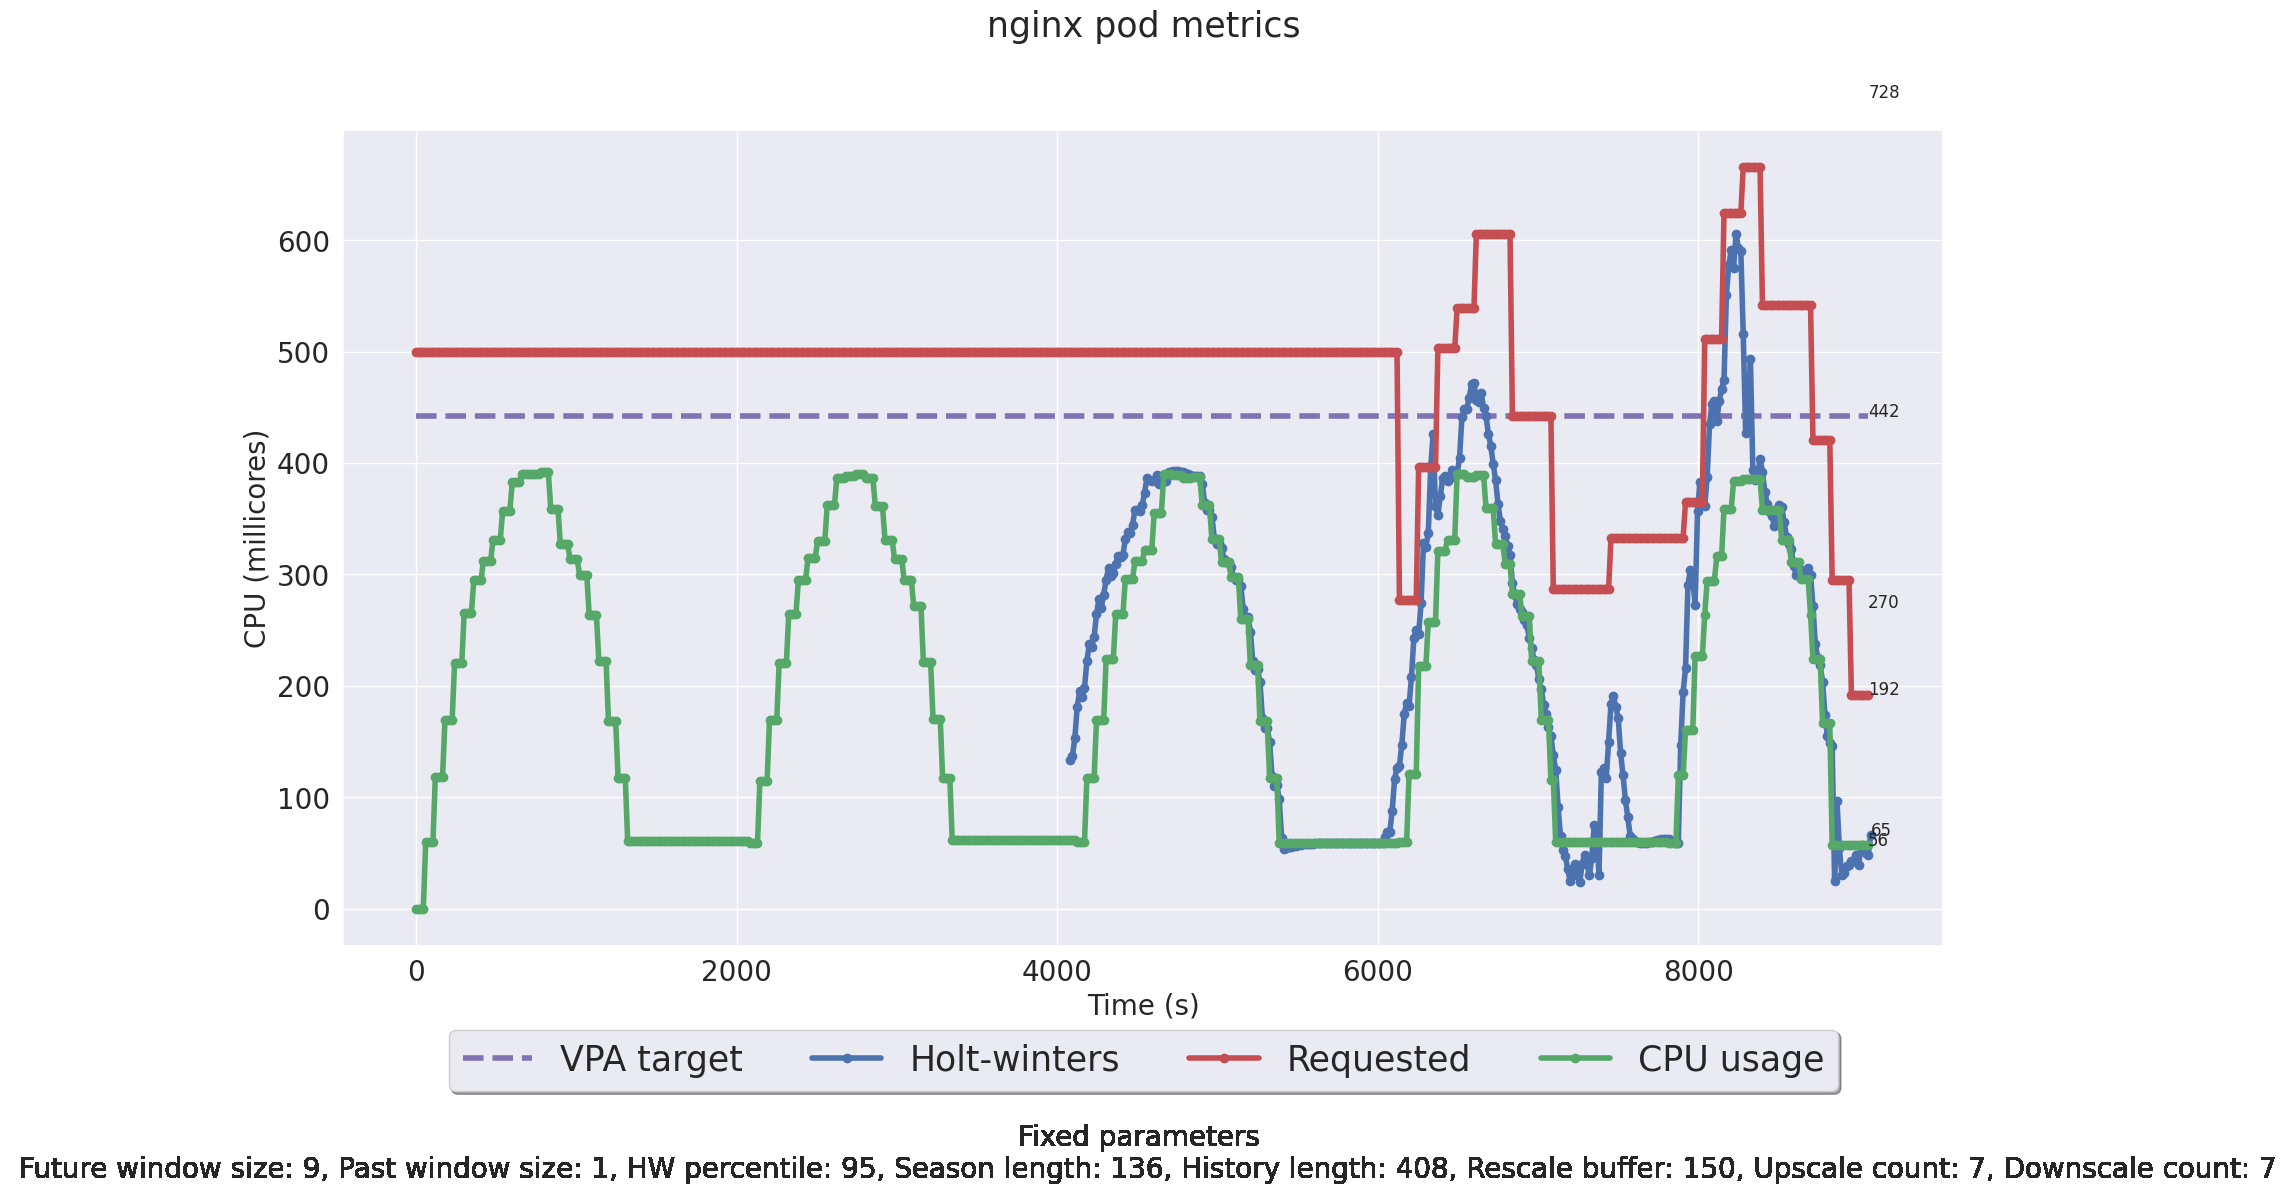 nginx pod metrics
728
600
500
442
400
CPU (millicores)
300
270
200
192
100
65
56
0
0 2000 4000 6000 8000
Time (s)
VPA target Holt-winters Requested CPU usage
Fixed parameters
Future window size: 9, Past window size: 1, HW percentile: 95, Season length: 136, History length: 408, Rescale buffer: 150, Upscale count: 7, Downscale count: 7